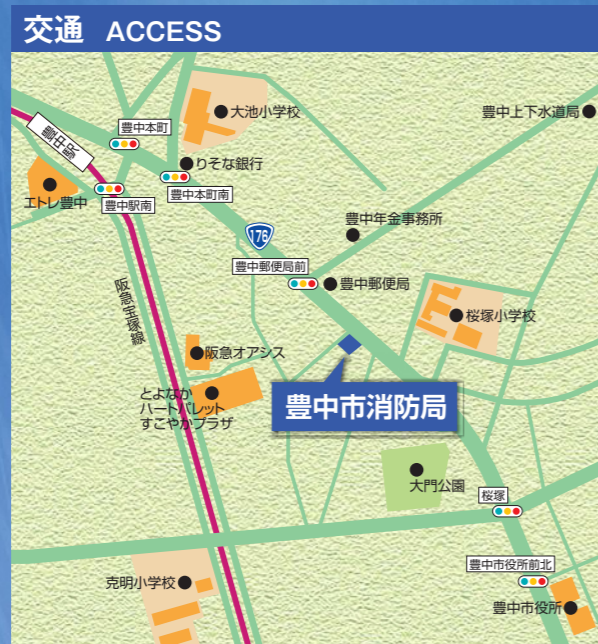 交通 ACCESS
大池小学校
豊中上下水道局
豊中本町
豊中駅
りそな銀行
エトレ豊中
豊中駅南
豊中本町南
豊中年金事務所
176
豊中郵便局前
豊中郵便局
阪急宝塚線
桜塚小学校
阪急オアシス
とよなか
ハートパレット
すこやかプラザ
豊中市消防局
大門公園
桜塚
豊中市役所前北
克明小学校
豊中市役所